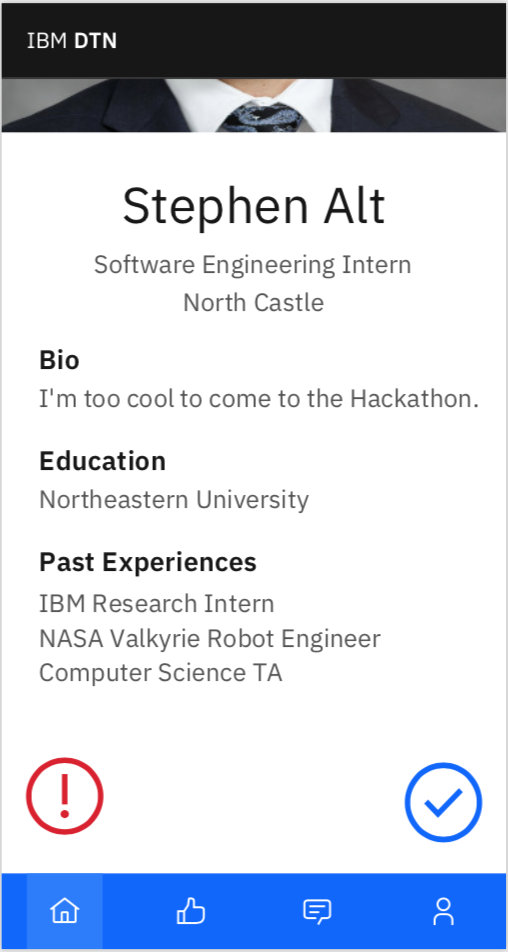 IBM DTN
Stephen Alt
Software Engineering Intern
North Castle
Bio
I'm too cool to come to the Hackathon.
Education
Northeastern University
Past Experiences
IBM Research Intern
NASA Valkyrie Robot Engineer
Computer Science TA